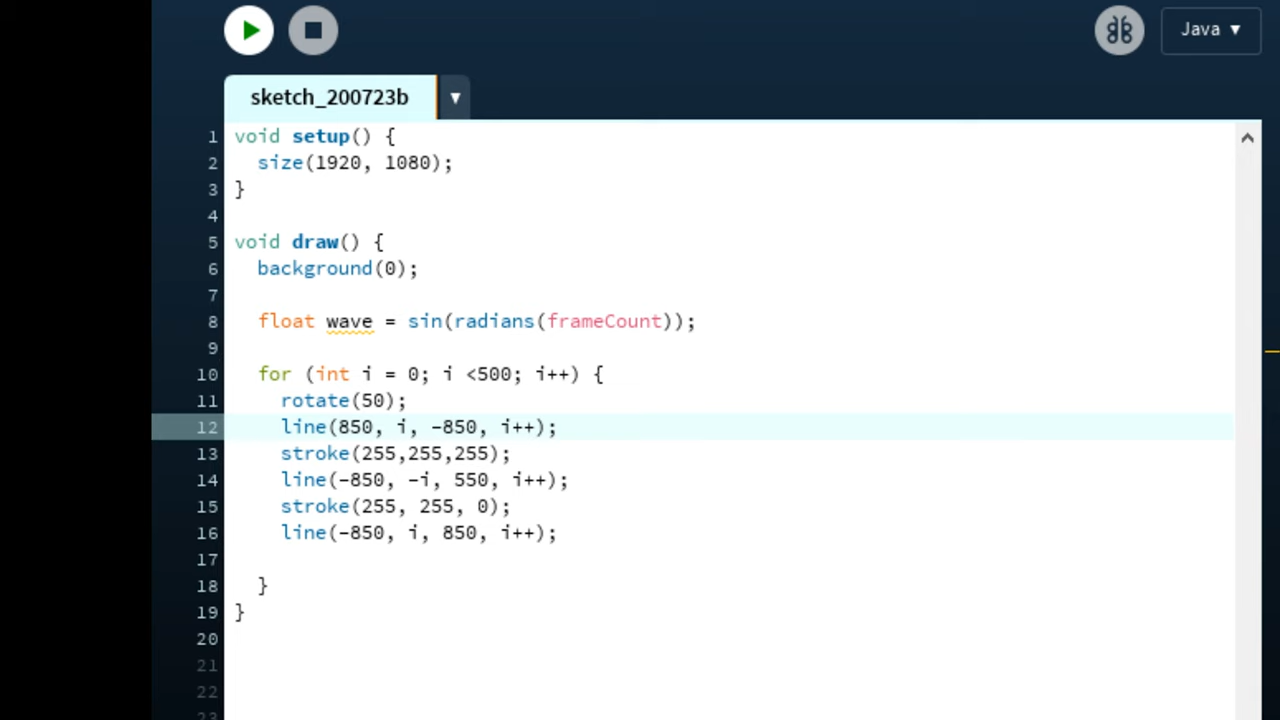 Java ▼
sketch_200723b ▼
1 void setup() {
2   size(1920, 1080);
3 }
4
5 void draw() {
6   background(0);
7
8   float wave = sin(radians(frameCount));
9
10   for (int i = 0; i <500; i++) {
11     rotate(50);
12     line(850, i, -850, i++);
13     stroke(255,255,255);
14     line(-850, -i, 550, i++);
15     stroke(255, 255, 0);
16     line(-850, i, 850, i++);
17
18   }
19 }
20
21
22
23